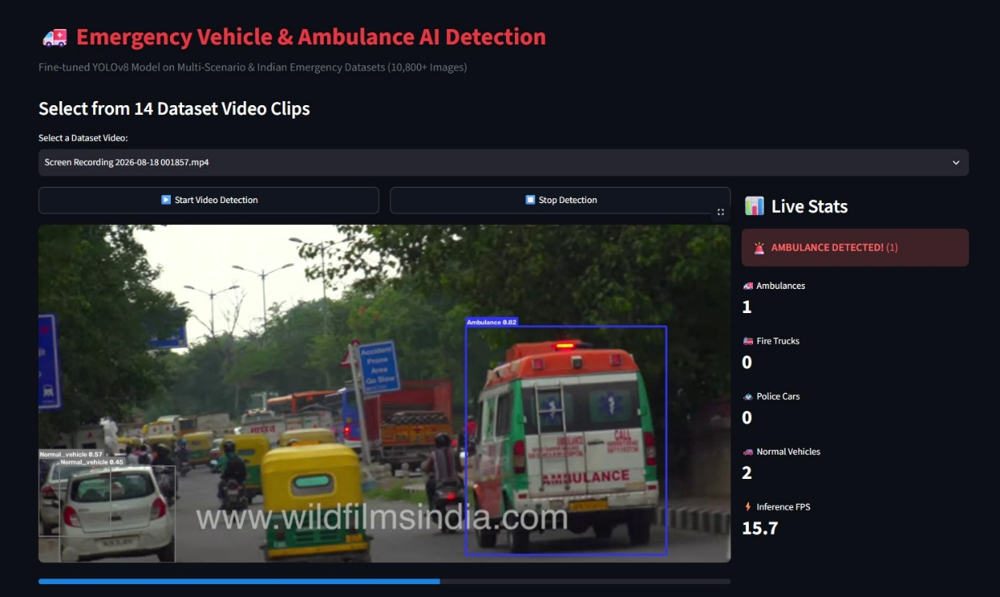 Emergency Vehicle & Ambulance AI Detection
Fine-tuned YOLOv8 Model on Multi-Scenario & Indian Emergency Datasets (10,800+ Images)
Select from 14 Dataset Video Clips
Select a Dataset Video:
Screen Recording 2026-08-18 001857.mp4
Start Video Detection
Stop Detection
Live Stats
AMBULANCE DETECTED! (1)
Ambulances
1
Fire Trucks
0
Police Cars
0
Normal Vehicles
2
Inference FPS
15.7
Ambulance 0.82
Accident
Prone
Area
Go Slow
CALL
AMBULANCE
Normal_vehicle 0.57
Normal_vehicle 0.45
www.wildfilmsindia.com